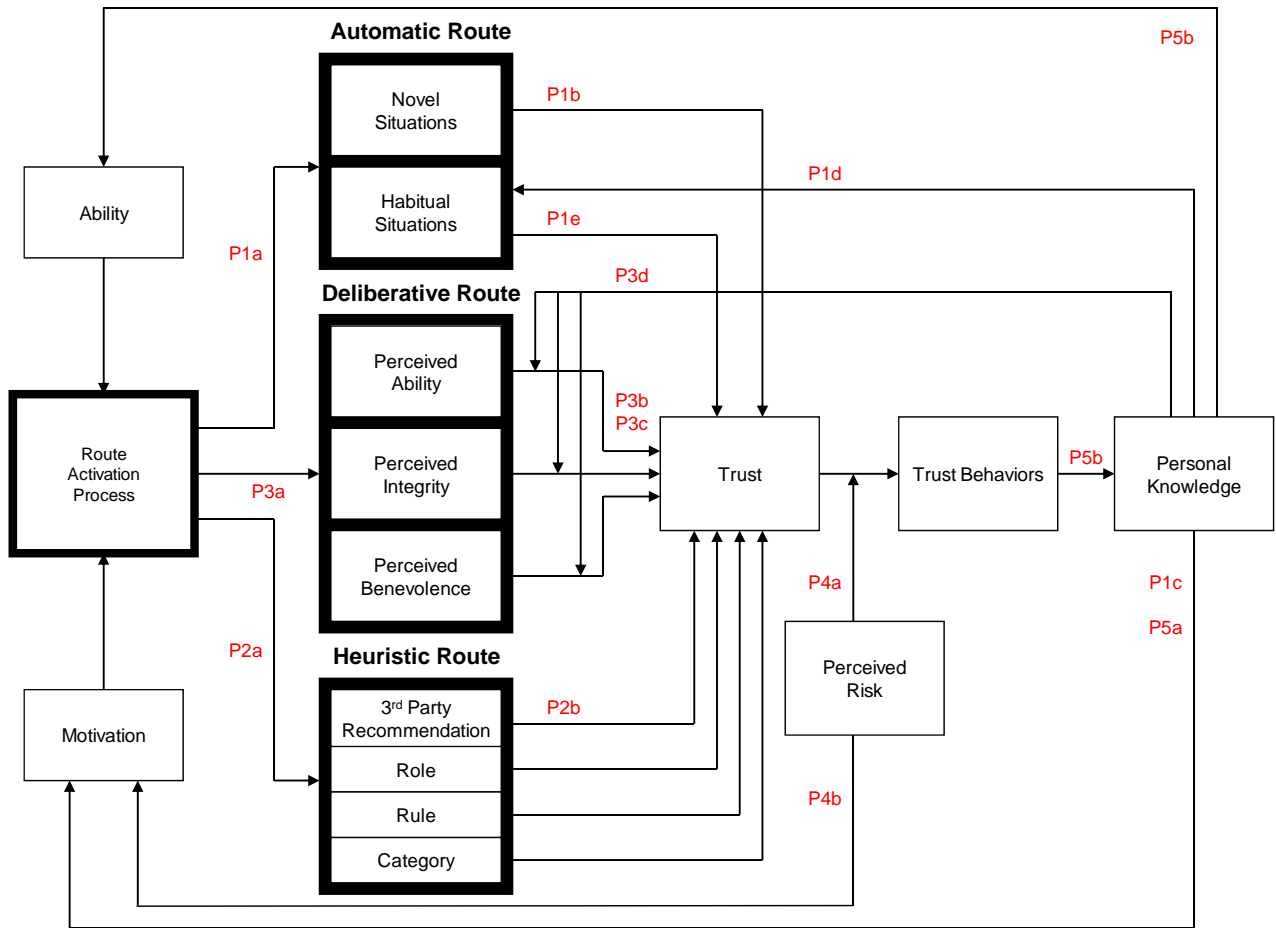 Automatic Route
P5b
Novel
Situations
P1b
P1d
Ability
Habitual
Situations
P1e
P1a
P3d
Deliberative Route
Perceived
Ability
P3b
P3c
Route
Activation
Process
P3a
Perceived
Integrity
Trust
Trust Behaviors
P5b
Personal
Knowledge
Perceived
Benevolence
P4a
P1c
P5a
P2a
Heuristic Route
Perceived
Risk
Motivation
3rd Party
Recommendation
P2b
Role
P4b
Rule
Category